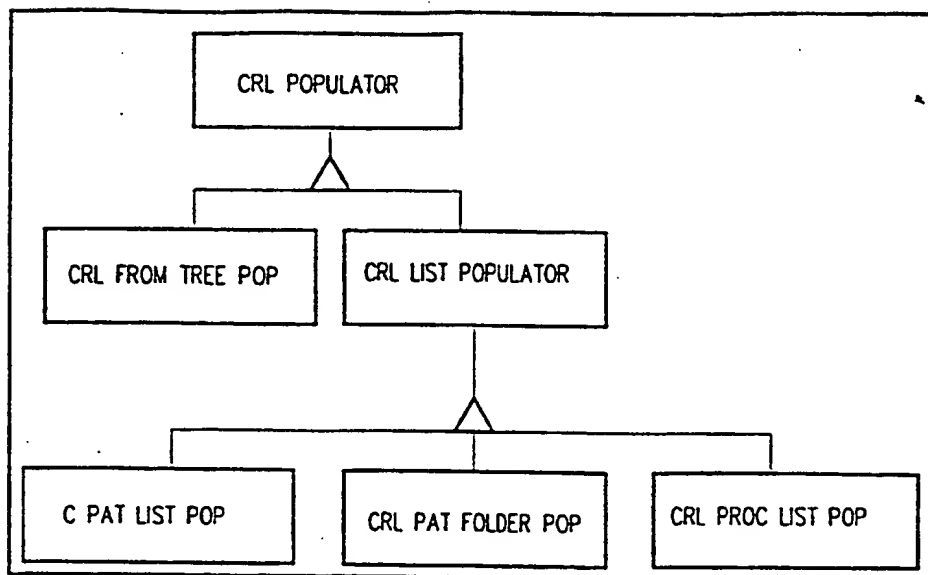 CRL POPULATOR
CRL FROM TREE POP
CRL LIST POPULATOR
C PAT LIST POP
CRL PAT FOLDER POP
CRL PROC LIST POP